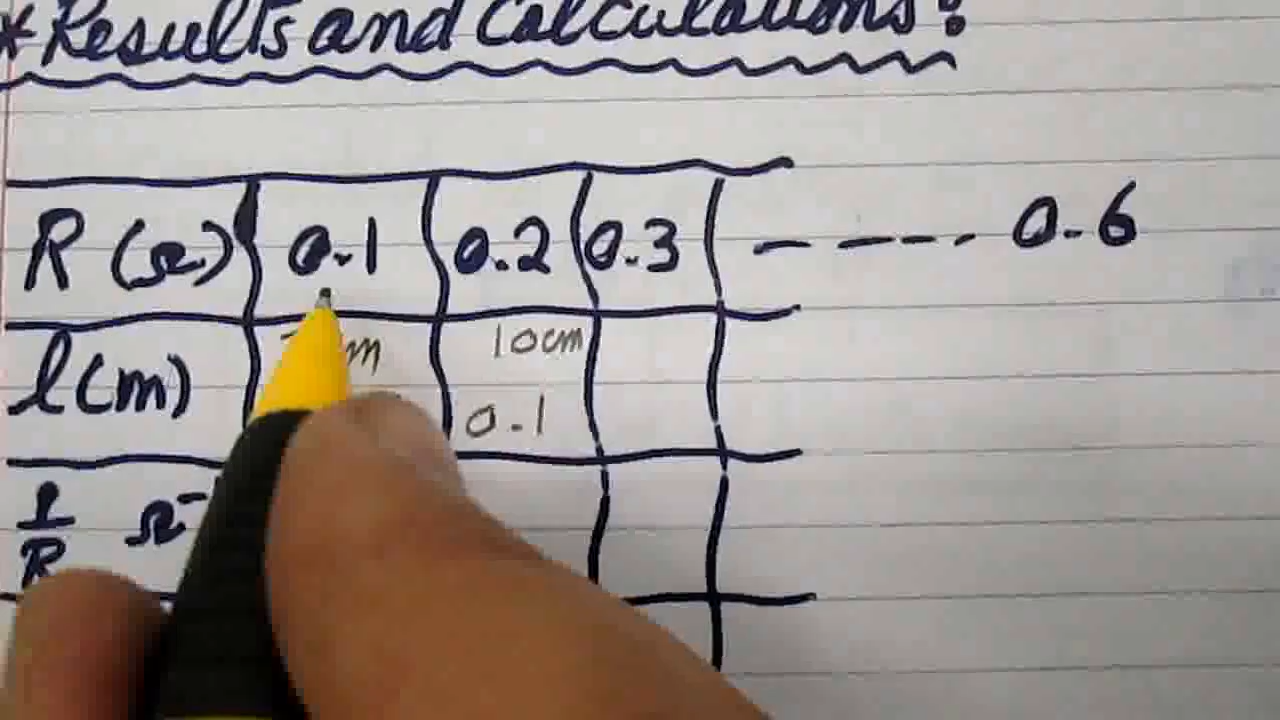 *Results and Calculations:
R (Ω) 0.1 0.2 0.3 - - - - . 0.6
l(m) 10cm
0.1
1/R Ω⁻